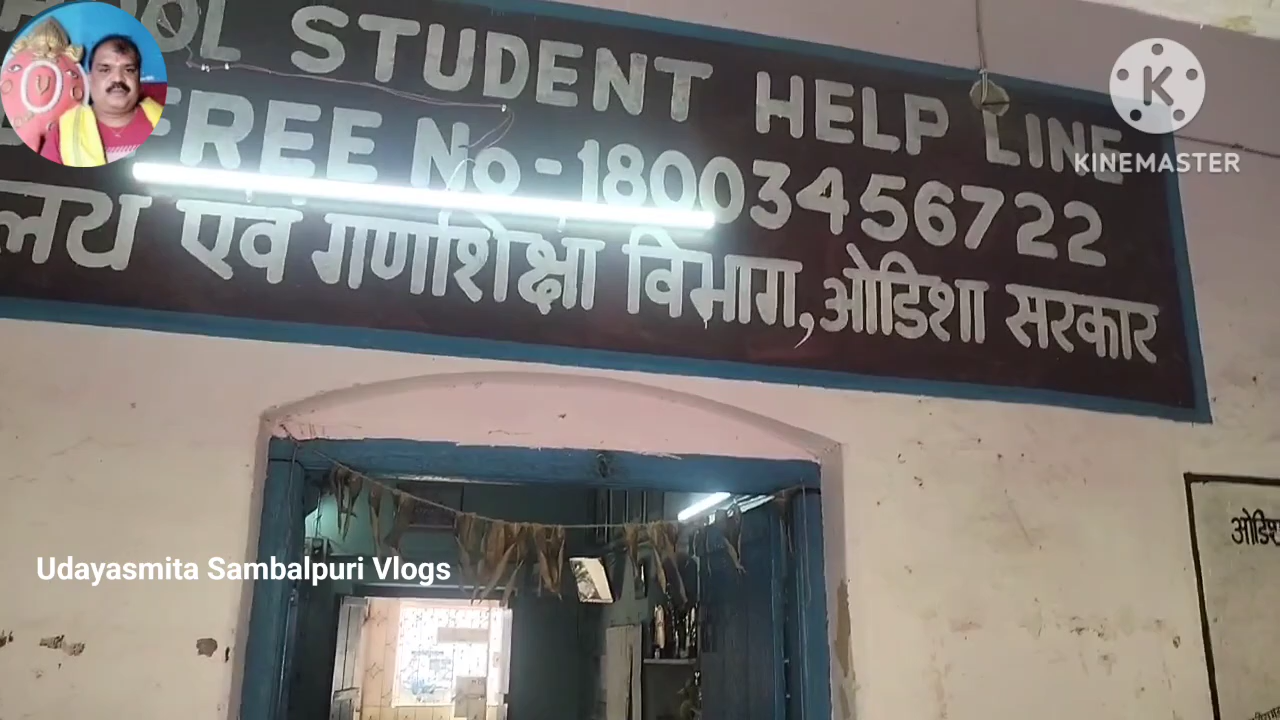 STUDENT HELP LINE
FREE No-18003456722
एवं गणशिक्षा विभाग, ओडिशा सरकार
KINEMASTER
Udayasmita Sambalpuri Vlogs